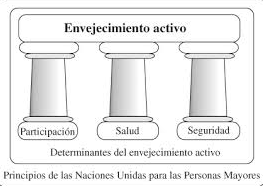 Envejecimiento activo
Participación Salud Seguridad
Determinantes del envejecimiento activo
Principios de las Naciones Unidas para las Personas Mayores